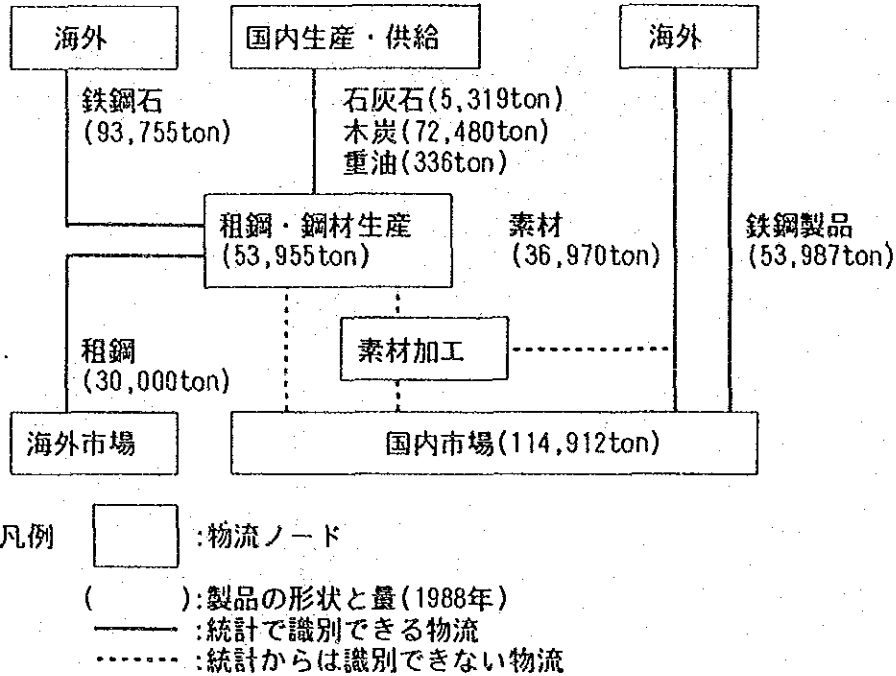 海外
国内生産・供給
海外
鉄鋼石
(93,755ton)
石灰石(5,319ton)
木炭(72,480ton)
重油(336ton)
租鋼・鋼材生産
(53,955ton)
素材
(36,970ton)
鉄鋼製品
(53,987ton)
素材加工
租鋼
(30,000ton)
海外市場
国内市場(114,912ton)
凡例 :物流ノード
( ):製品の形状と量(1988年)
:統計で識別できる物流
:統計からは識別できない物流